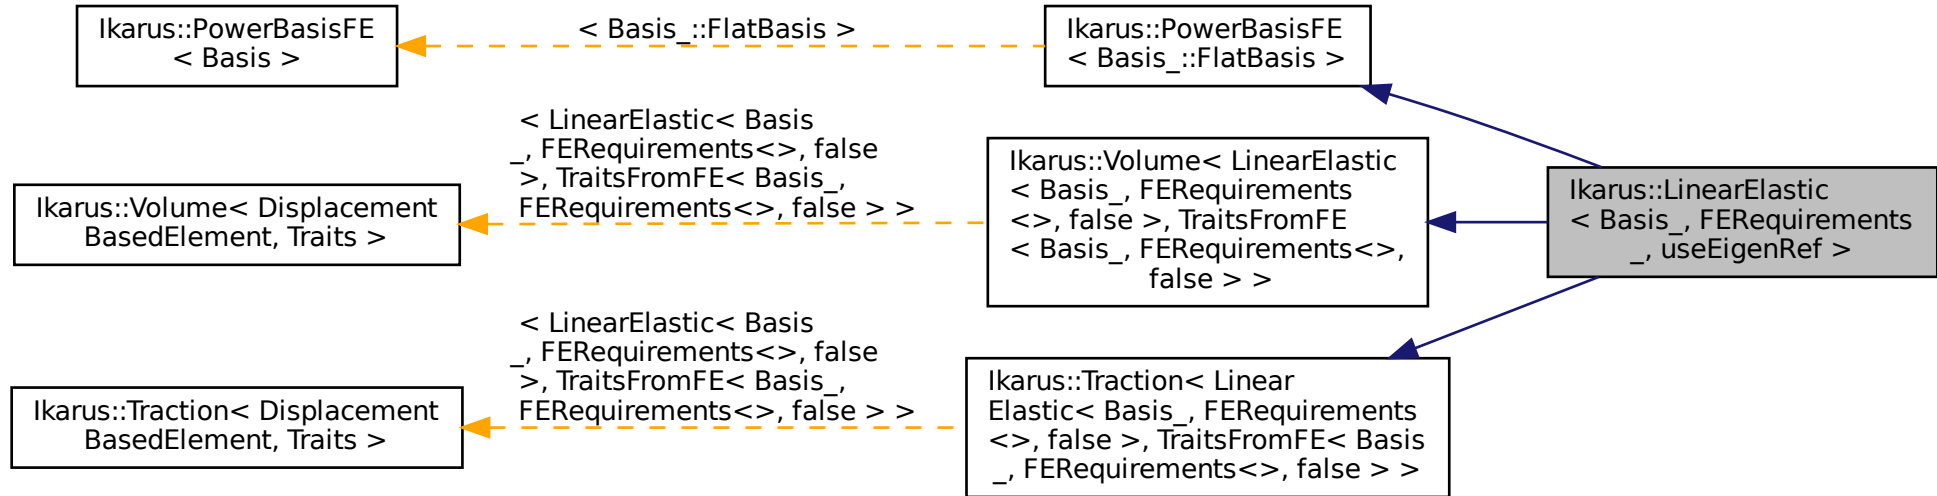 Ikarus::PowerBasisFE
< Basis >
< Basis_::FlatBasis >
Ikarus::PowerBasisFE
< Basis_::FlatBasis >
Ikarus::Volume< Displacement
BasedElement, Traits >
< LinearElastic< Basis
_, FERequirements<>, false
>, TraitsFromFE< Basis_,
FERequirements<>, false > >
Ikarus::Volume< LinearElastic
< Basis_, FERequirements
<>, false >, TraitsFromFE
< Basis_, FERequirements<>,
false > >
Ikarus::LinearElastic
< Basis_, FERequirements
_, useEigenRef >
Ikarus::Traction< Displacement
BasedElement, Traits >
< LinearElastic< Basis
_, FERequirements<>, false
>, TraitsFromFE< Basis_,
FERequirements<>, false > >
Ikarus::Traction< Linear
Elastic< Basis_, FERequirements
<>, false >, TraitsFromFE< Basis
_, FERequirements<>, false > >